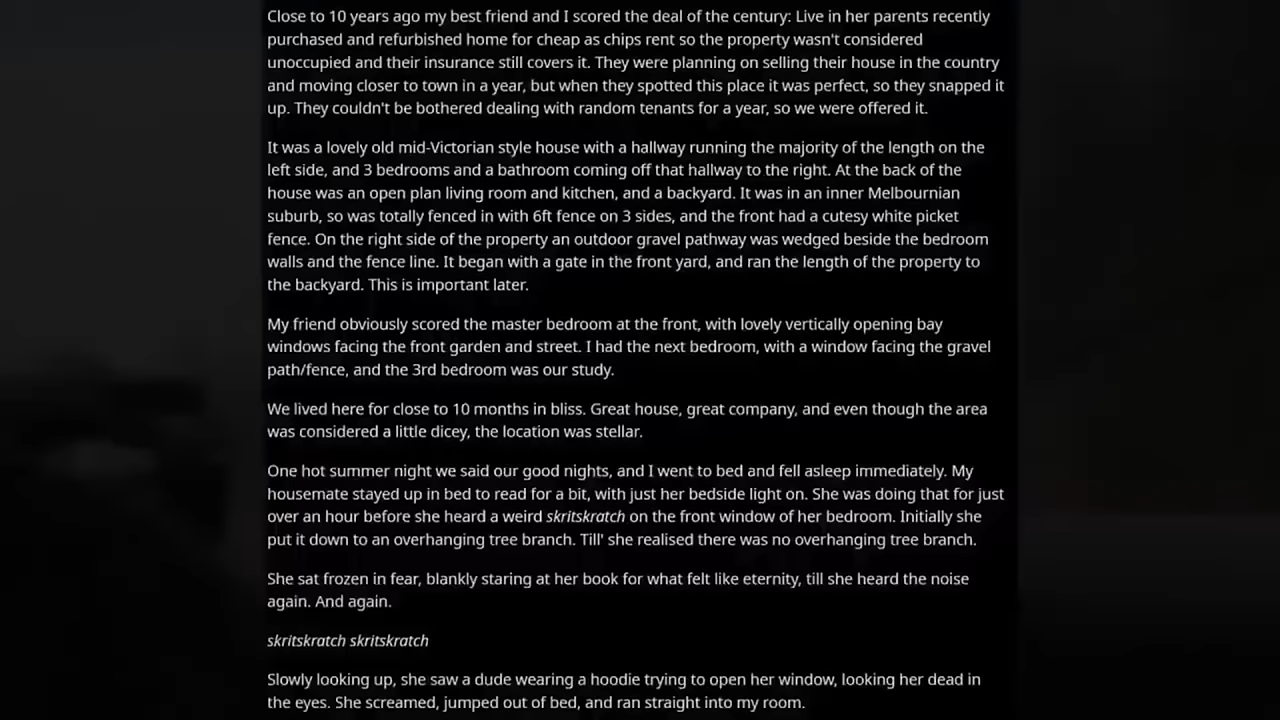 Close to 10 years ago my best friend and I scored the deal of the century: Live in her parents recently
purchased and refurbished home for cheap as chips rent so the property wasn't considered
unoccupied and their insurance still covers it. They were planning on selling their house in the country
and moving closer to town in a year, but when they spotted this place it was perfect, so they snapped it
up. They couldn't be bothered dealing with random tenants for a year, so we were offered it.
It was a lovely old mid-Victorian style house with a hallway running the majority of the length on the
left side, and 3 bedrooms and a bathroom coming off that hallway to the right. At the back of the
house was an open plan living room and kitchen, and a backyard. It was in an inner Melbournian
suburb, so was totally fenced in with 6ft fence on 3 sides, and the front had a cutesy white picket
fence. On the right side of the property an outdoor gravel pathway was wedged beside the bedroom
walls and the fence line. It began with a gate in the front yard, and ran the length of the property to
the backyard. This is important later.
My friend obviously scored the master bedroom at the front, with lovely vertically opening bay
windows facing the front garden and street. I had the next bedroom, with a window facing the gravel
path/fence, and the 3rd bedroom was our study.
We lived here for close to 10 months in bliss. Great house, great company, and even though the area
was considered a little dicey, the location was stellar.
One hot summer night we said our good nights, and I went to bed and fell asleep immediately. My
housemate stayed up in bed to read for a bit, with just her bedside light on. She was doing that for just
over an hour before she heard a weird skritskratch on the front window of her bedroom. Initially she
put it down to an overhanging tree branch. Till' she realised there was no overhanging tree branch.
She sat frozen in fear, blankly staring at her book for what felt like eternity, till she heard the noise
again. And again.
skritskratch skritskratch
Slowly looking up, she saw a dude wearing a hoodie trying to open her window, looking her dead in
the eyes. She screamed, jumped out of bed, and ran straight into my room.